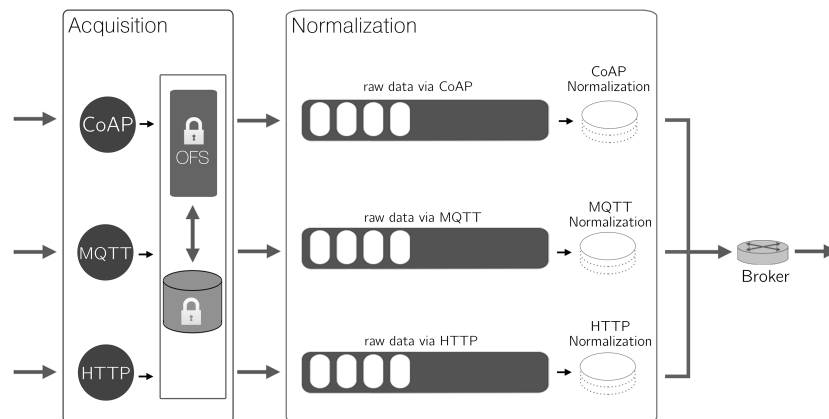 Acquisition
Normalization
CoAP
OFS
raw data via CoAP
CoAP
Normalization
MQTT
raw data via MQTT
MQTT
Normalization
Broker
HTTP
raw data via HTTP
HTTP
Normalization